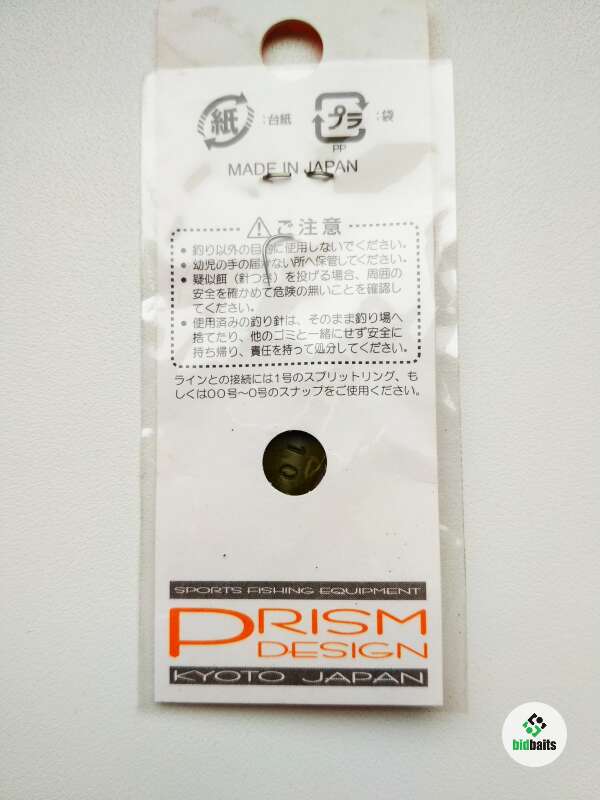 紙 :台紙 プラ :袋
PP
MADE IN JAPAN
ご注意
● 釣り以外の目的に使用しないでください。
● 幼児の手の届かない所へ保管してください。
● 疑似餌（針つき）を投げる場合、周囲の
安全を確かめて危険の無いことを確認し
てください。
● 使用済みの釣り針は、そのまま釣り場へ
捨てたり、他のゴミと一緒にせず安全に
持ち帰り、責任を持って処分してください。
ラインとの接続には1号のスプリットリング、も
しくは00号〜0号のスナップをご使用ください。
10
SPORTS FISHING EQUIPMENT
PRISM
DESIGN
KYOTO JAPAN
bidbaits